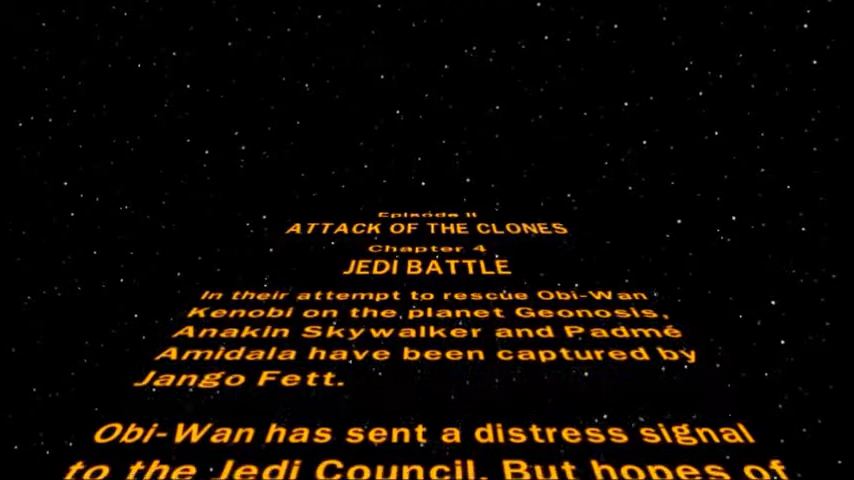 Episode II
ATTACK OF THE CLONES
Chapter 4
JEDI BATTLE
In their attempt to rescue Obi-Wan
Kenobi on the planet Geonosis,
Anakin Skywalker and Padmé
Amidala have been captured by
Jango Fett.
Obi-Wan has sent a distress signal
to the Jedi Council. But hopes of